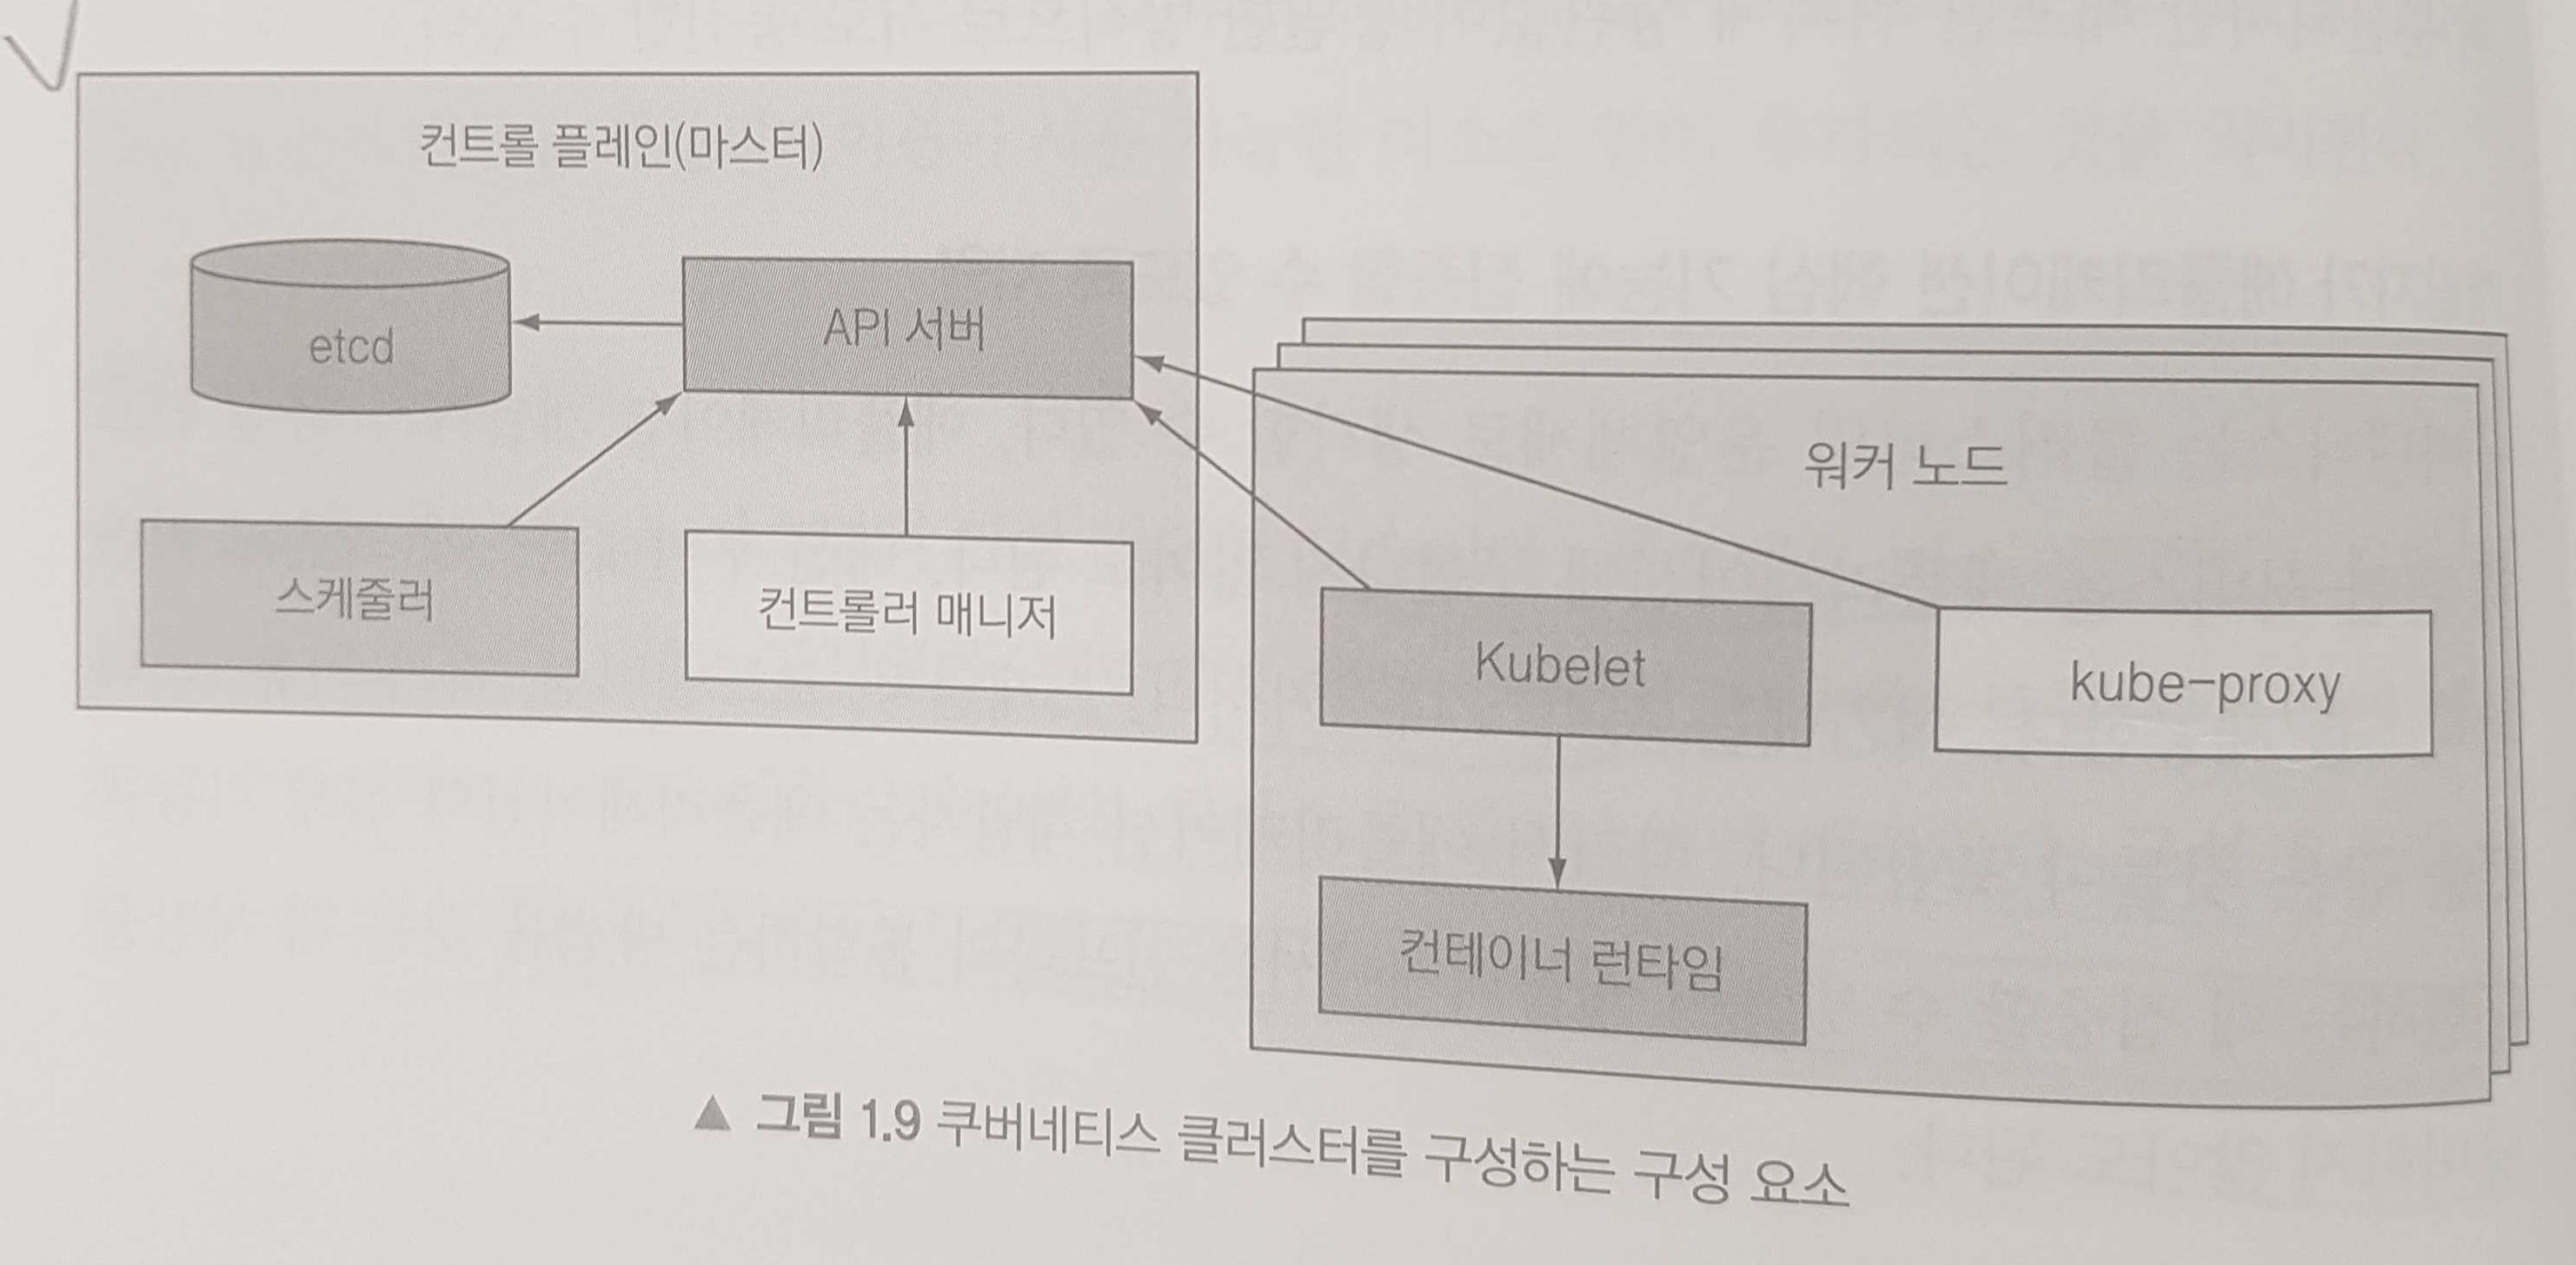 컨트롤 플레인(마스터)
etcd
API 서버
스케줄러
컨트롤러 매니저
워커 노드
Kubelet
kube-proxy
컨테이너 런타임
▲ 그림 1.9 쿠버네티스 클러스터를 구성하는 구성 요소